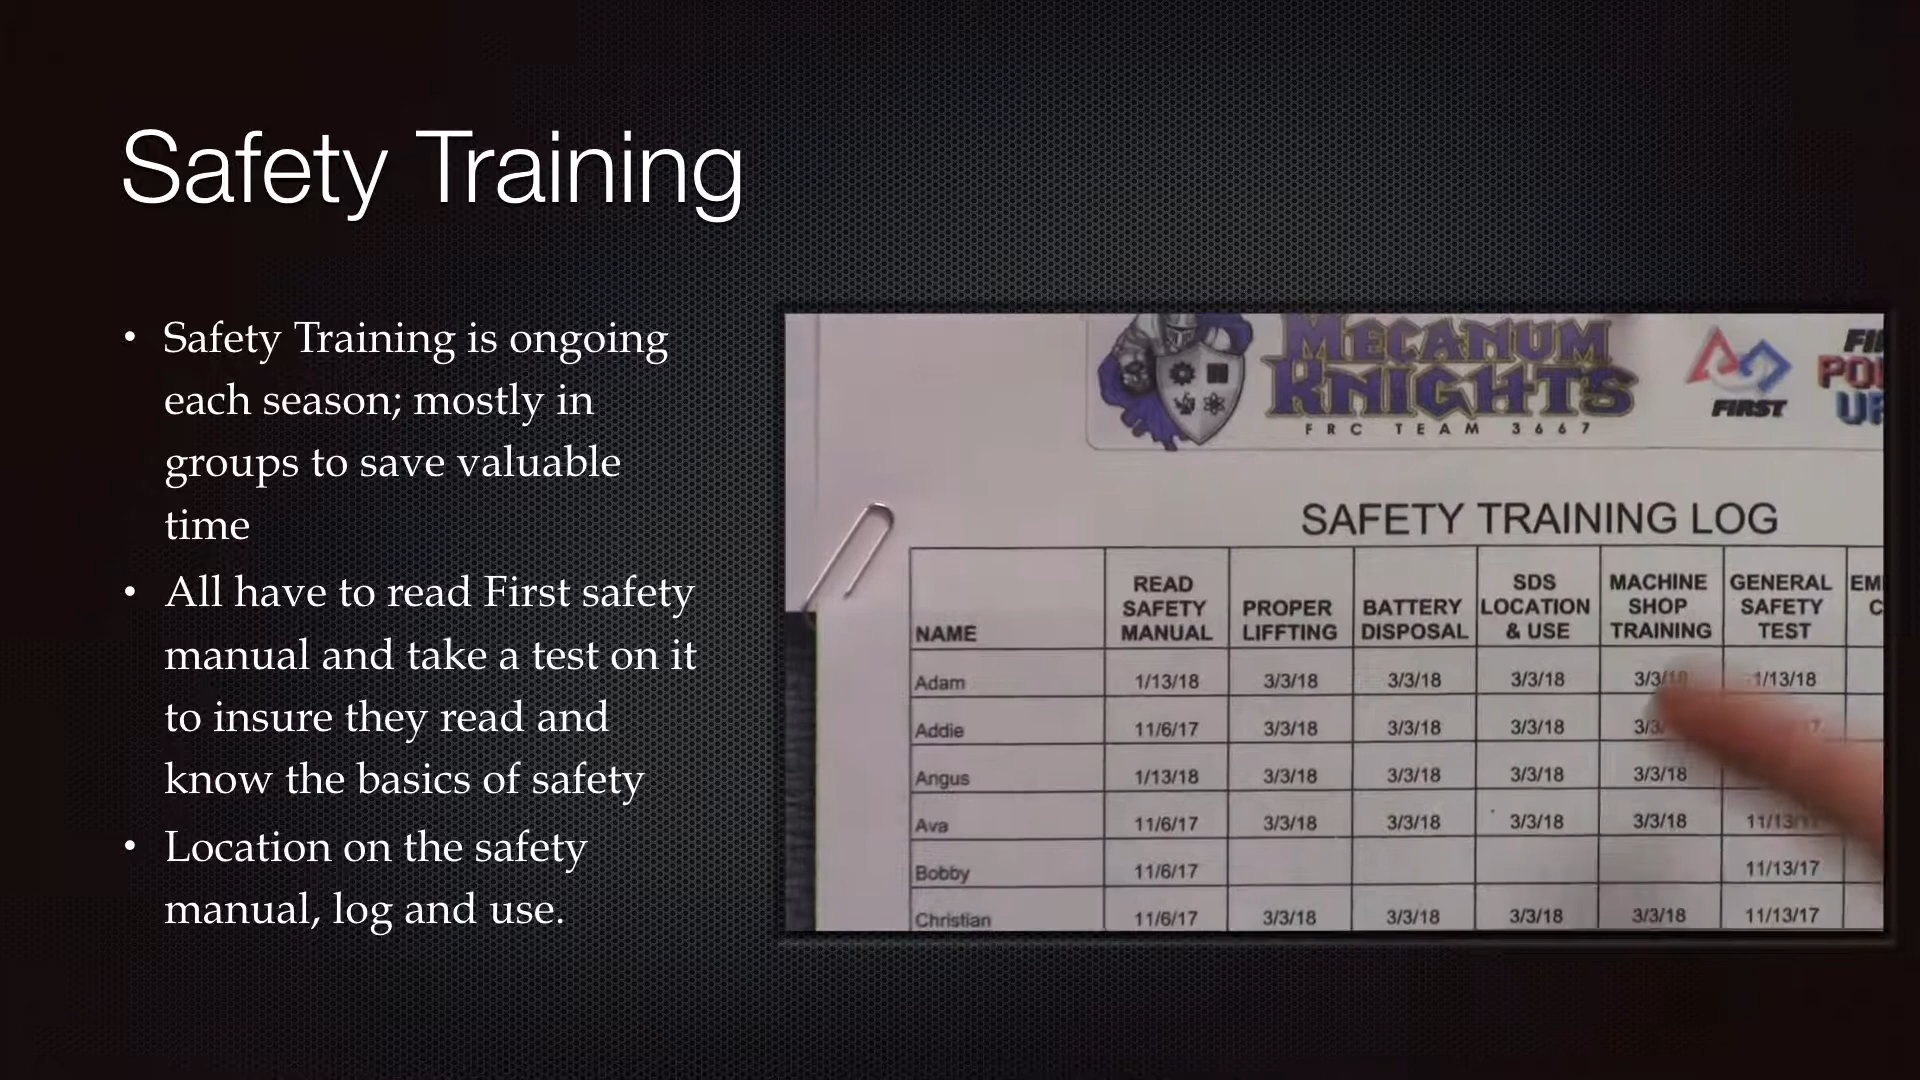 Safety Training
• Safety Training is ongoing
each season; mostly in
groups to save valuable
time
• All have to read First safety
manual and take a test on it
to insure they read and
know the basics of safety
• Location on the safety
manual, log and use.
MECANUM
KNIGHTS
FRC TEAM 3667
FIRST
SAFETY TRAINING LOG
NAME READ SAFETY MANUAL PROPER LIFFTING BATTERY DISPOSAL SDS LOCATION & USE MACHINE SHOP TRAINING GENERAL SAFETY TEST
Adam 1/13/18 3/3/18 3/3/18 3/3/18 3/3/18 1/13/18
Addie 11/6/17 3/3/18 3/3/18 3/3/18
Angus 1/13/18 3/3/18 3/3/18 3/3/18 3/3/18
Ava 11/6/17 3/3/18 3/3/18 3/3/18 3/3/18 11/13/17
Bobby 11/6/17 11/13/17
Christian 11/6/17 3/3/18 3/3/18 3/3/18 3/3/18 11/13/17